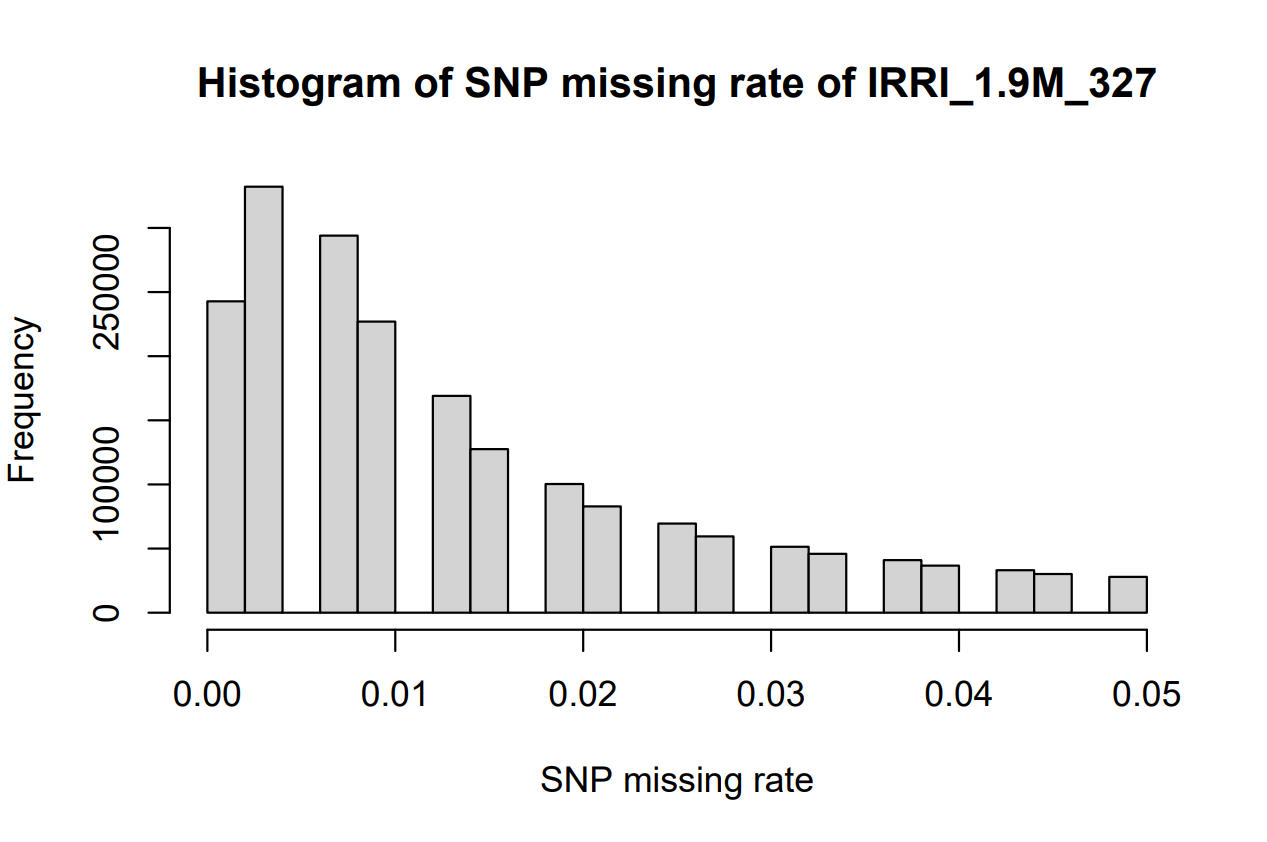 Histogram of SNP missing rate of IRRI_1.9M_327
Frequency
250000
100000
0
0.00 0.01 0.02 0.03 0.04 0.05
SNP missing rate